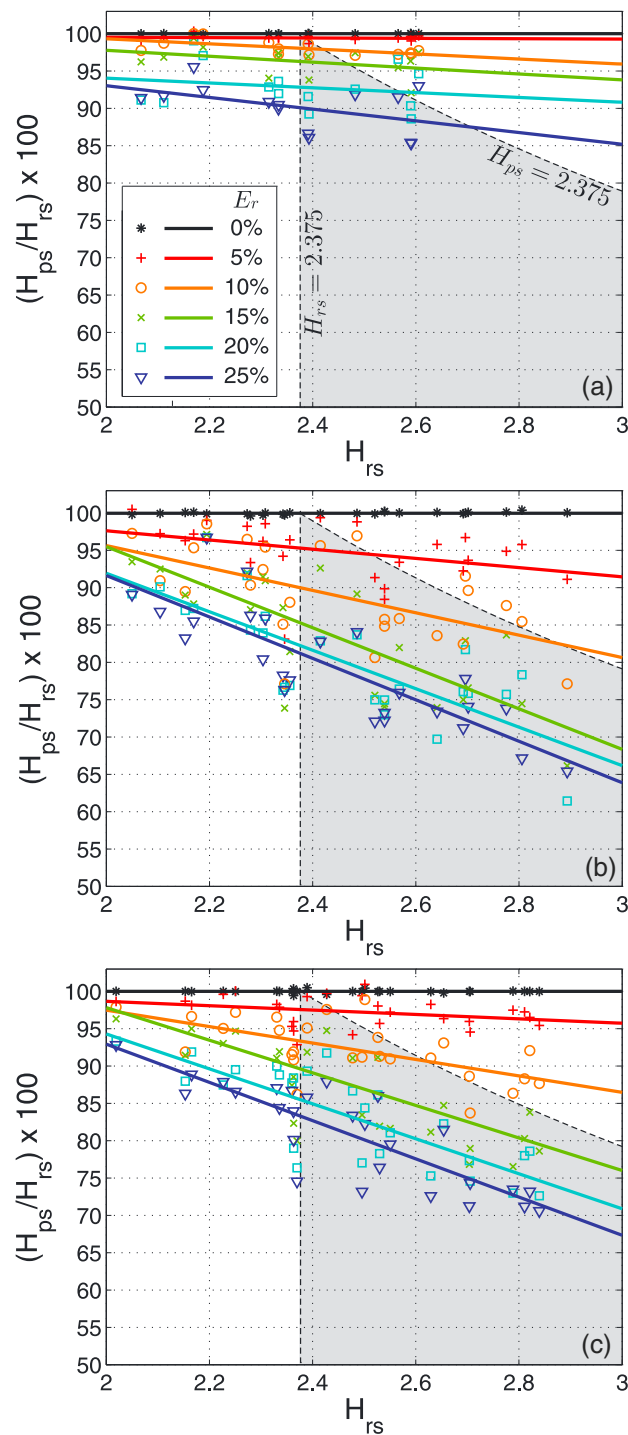 100
95
90
85
80
75
70
65
60
55
50
(H_ps/H_rs) x 100
E_r
0%
5%
10%
15%
20%
25%
H_rs = 2.375
H_ps = 2.375
(a)
2 2.2 2.4 2.6 2.8 3
H_rs
100
95
90
85
80
75
70
65
60
55
50
(H_ps/H_rs) x 100
(b)
2 2.2 2.4 2.6 2.8 3
H_rs
100
95
90
85
80
75
70
65
60
55
50
(H_ps/H_rs) x 100
(c)
2 2.2 2.4 2.6 2.8 3
H_rs